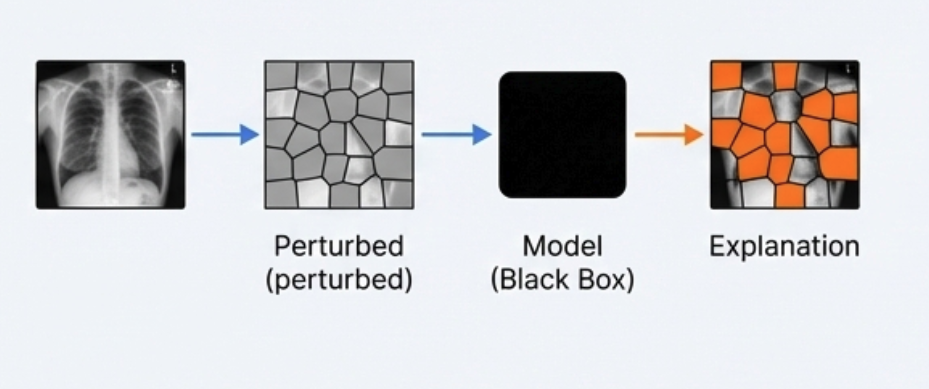 Perturbed
(perturbed)
Model
(Black Box)
Explanation